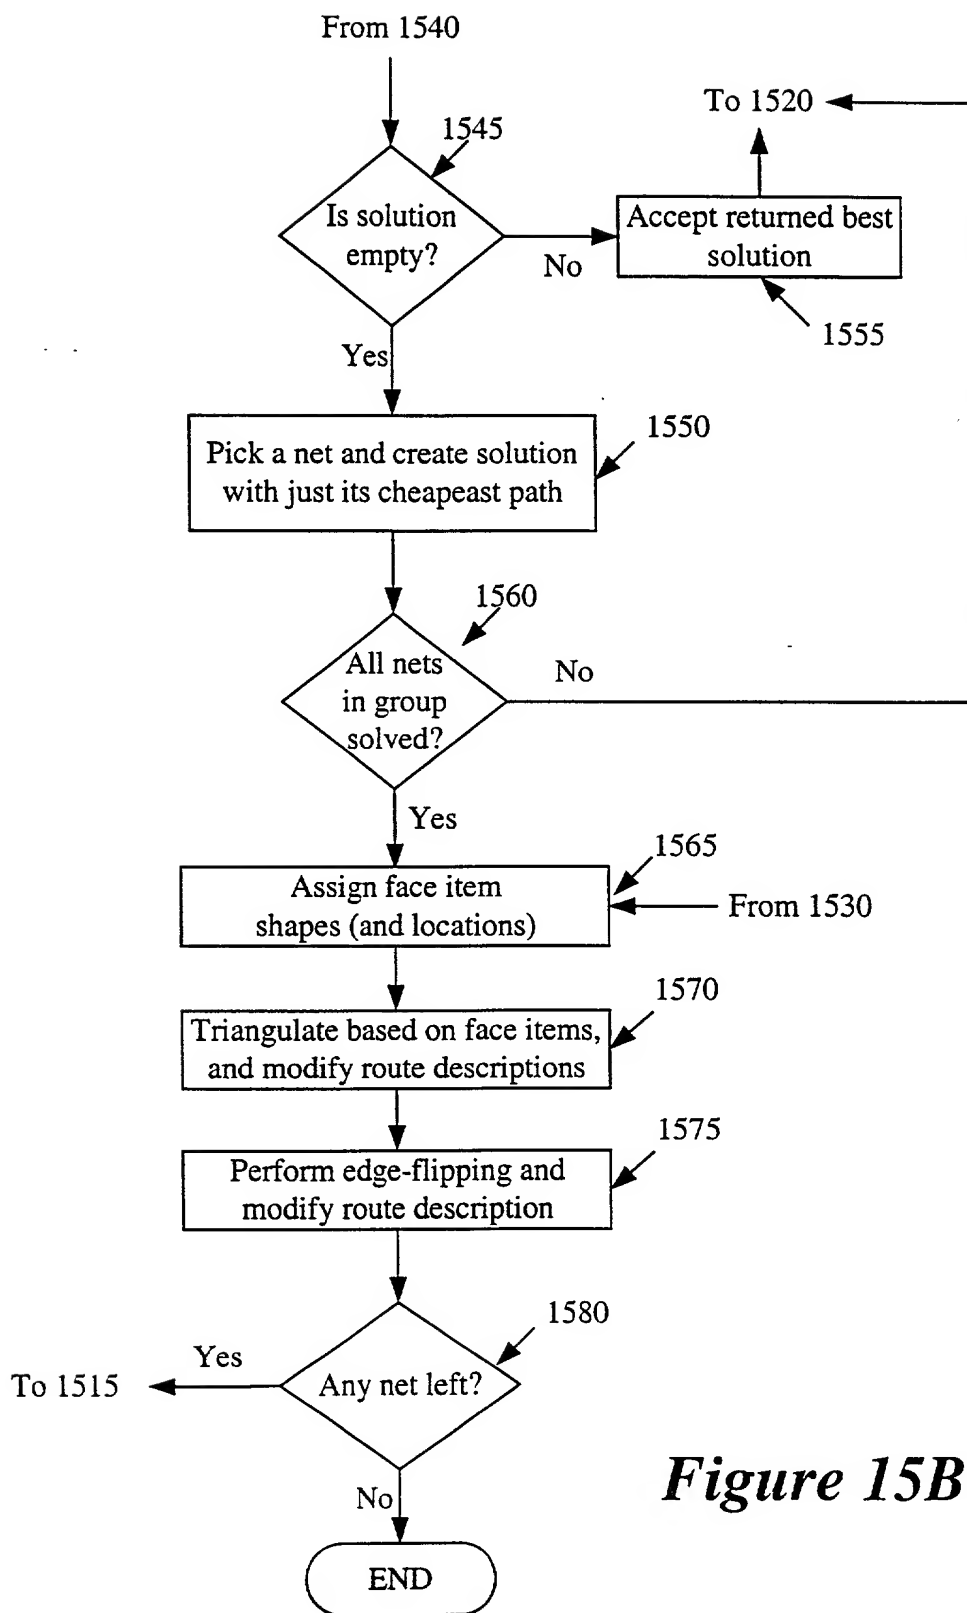 From 1540
To 1520
1545
Is solution
empty?
No
Accept returned best
solution
1555
Yes
1550
Pick a net and create solution
with just its cheapeast path
1560
All nets
in group
solved?
No
Yes
1565
Assign face item
shapes (and locations)
From 1530
1570
Triangulate based on face items,
and modify route descriptions
1575
Perform edge-flipping and
modify route description
1580
Yes
To 1515
Any net left?
No
END
Figure 15B